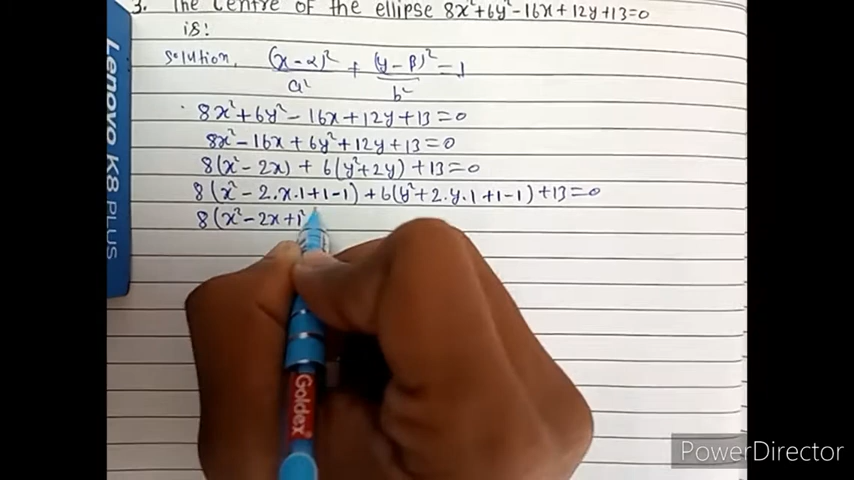 3. The Centre of the ellipse 8x²+6y²-16x+12y+13=0
is:
Solution, (x-α)²/a² + (y-β)²/b² = 1
8x²+6y²-16x+12y+13=0
8x²-16x+6y²+12y+13=0
8(x²-2x)+6(y²+2y)+13=0
8(x²-2.x.1+1-1)+6(y²+2.y.1+1-1)+13=0
8(x²-2x+1²
Lenovo K8 PLUS
Goldex
PowerDirector